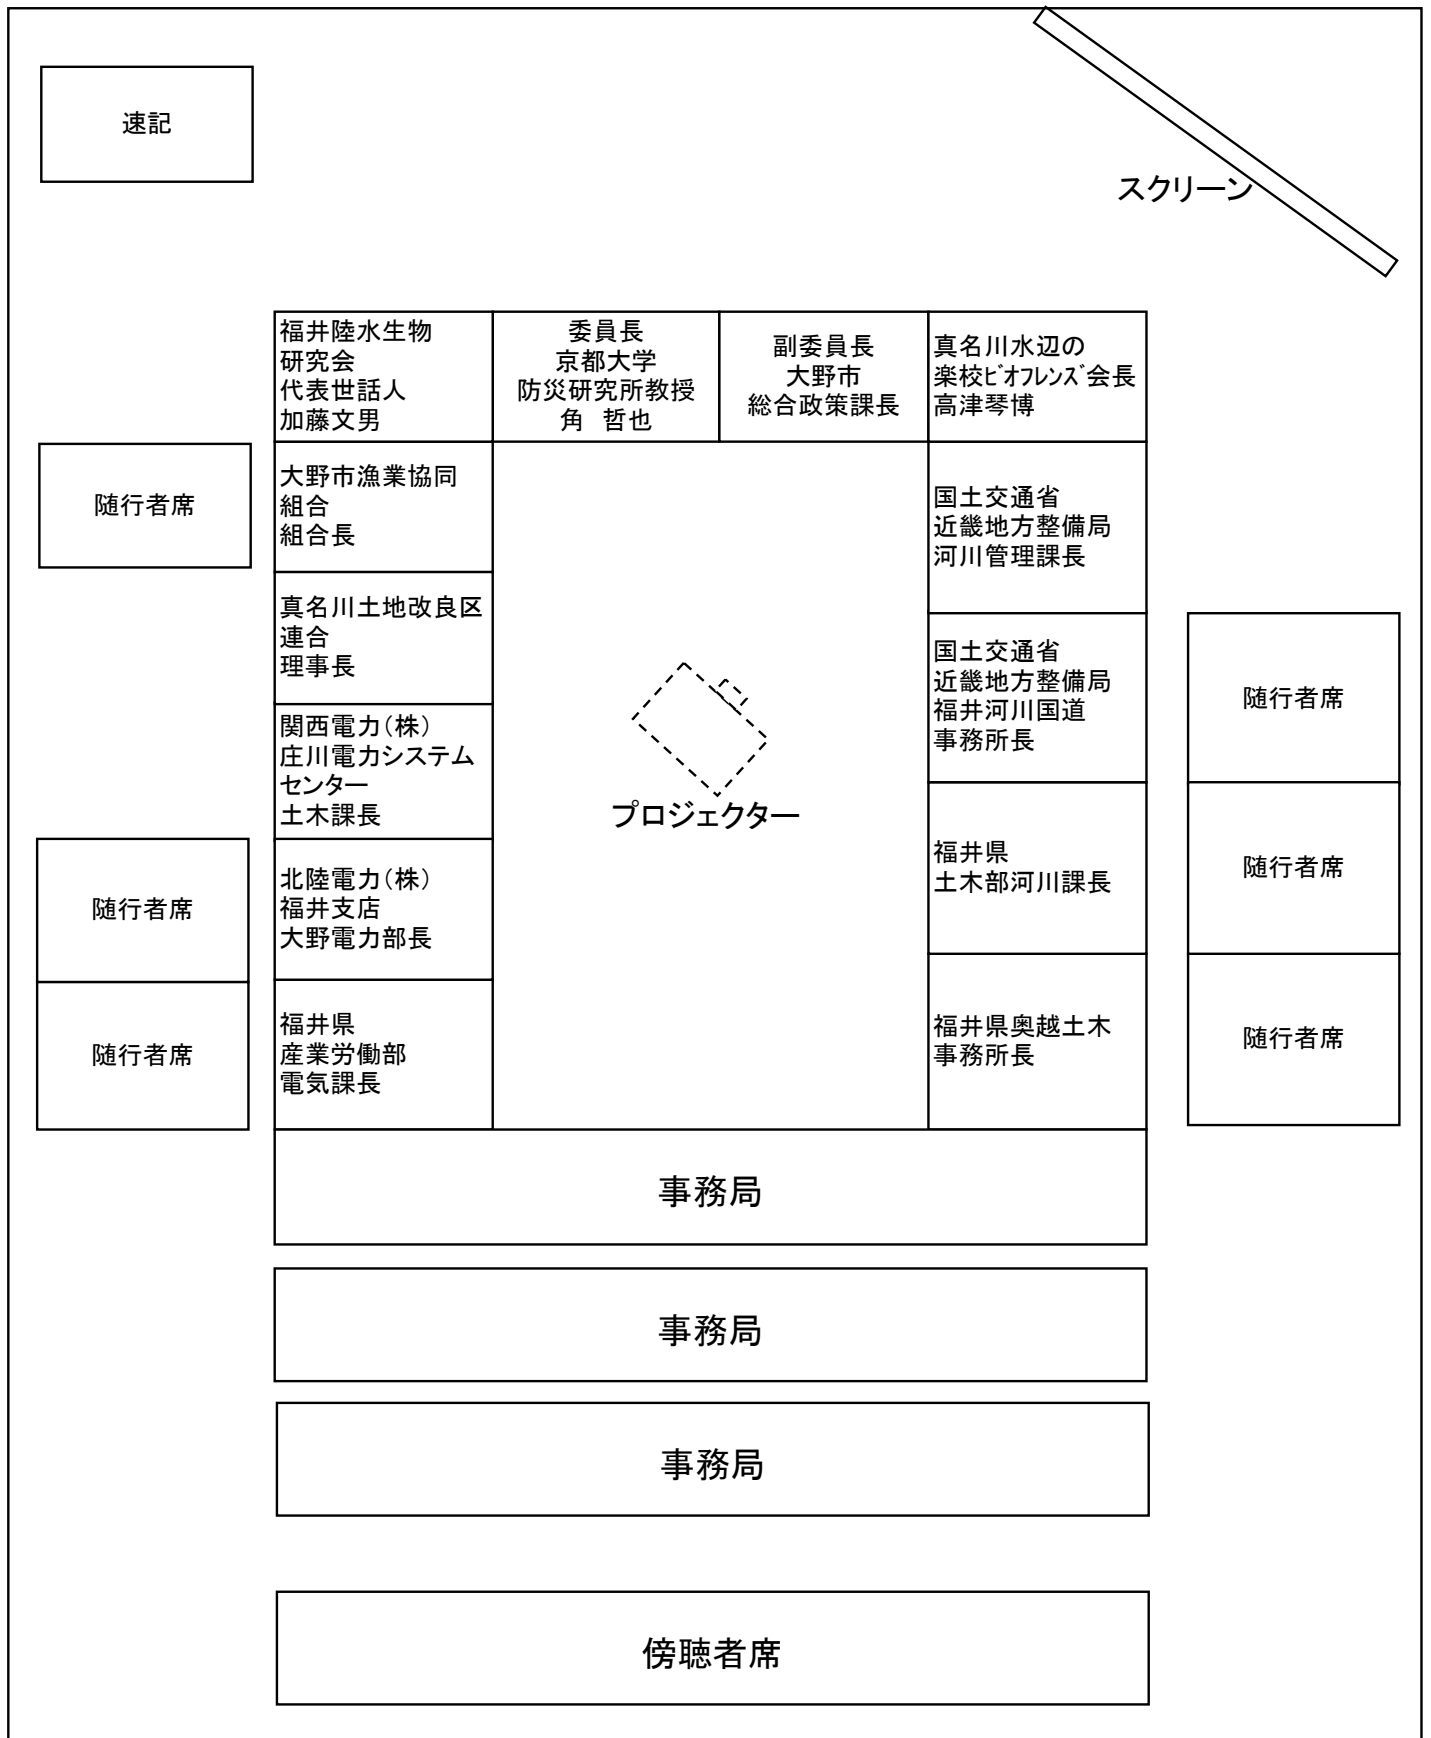 速記
スクリーン
福井陸水生物
研究会
代表世話人
加藤文男
委員長
京都大学
防災研究所教授
角　哲也
副委員長
大野市
総合政策課長
真名川水辺の
楽校ﾋﾞｵﾌﾚﾝｽﾞ会長
高津琴博
随行者席
大野市漁業協同
組合
組合長
国土交通省
近畿地方整備局
河川管理課長
真名川土地改良区
連合
理事長
国土交通省
近畿地方整備局
福井河川国道
事務所長
随行者席
関西電力（株）
庄川電力システム
センター
土木課長
プロジェクター
随行者席
北陸電力（株）
福井支店
大野電力部長
福井県
土木部河川課長
随行者席
随行者席
福井県
産業労働部
電気課長
福井県奥越土木
事務所長
随行者席
事務局
事務局
事務局
傍聴者席